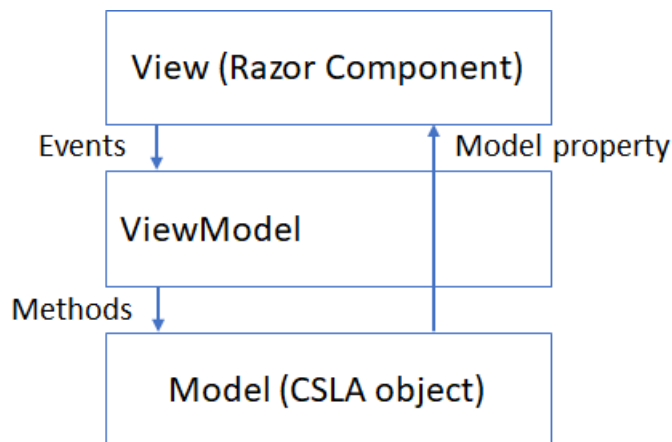 View (Razor Component)
Events
Model property
ViewModel
Methods
Model (CSLA object)